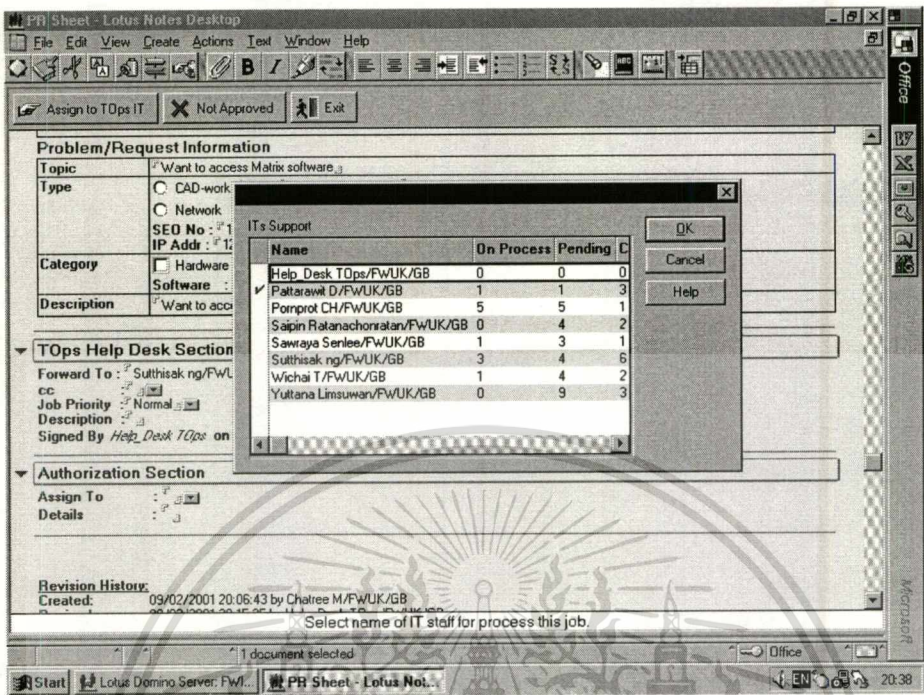 PR Sheet - Lotus Notes Desktop
File Edit View Create Actions Text Window Help
Office
B I
Assign to TOps IT Not Approved Exit
Problem/Request Information
Topic Want to access Matrix software
Type CAD-work
Network
SEO No : 1
IP Addr : 12
Category Hardware
Software :
Description Want to acc
TOps Help Desk Section
Forward To : Sutthisak ng/FWU
cc :
Job Priority : Normal
Description :
Signed By Help_Desk TOps on
Authorization Section
Assign To :
Details :
Revision History:
Created: 09/02/2001 20:06:43 by Chatree M/FWUK/GB
ITs Support
Name On Process Pending C
Help_Desk TOps/FWUK/GB 0 0 0
Pattarawit D/FWUK/GB 1 1 3
Pornprot CH/FWUK/GB 5 5 1
Saipin Ratanachonratan/FWUK/GB 0 4 2
Sawraya Senlee/FWUK/GB 1 3 1
Sutthisak ng/FWUK/GB 3 4 6
Wichai T/FWUK/GB 1 4 2
Yuttana Limsuwan/FWUK/GB 0 9 3
OK
Cancel
Help
Select name of IT staff for process this job.
1 document selected Office
Microsoft
Start Lotus Domino Server: FWI... PR Sheet - Lotus Not... EN 20:38